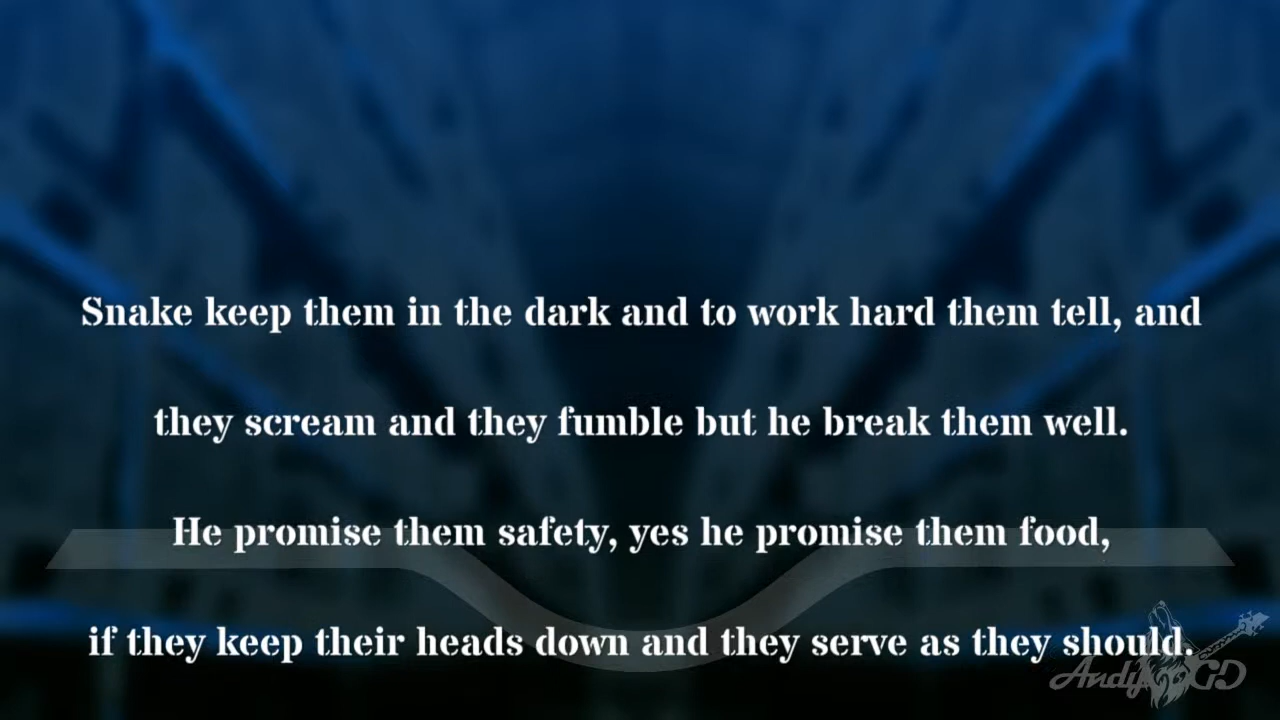 Snake keep them in the dark and to work hard them tell, and
they scream and they fumble but he break them well.
He promise them safety, yes he promise them food,
if they keep their heads down and they serve as they should.
Andy GD